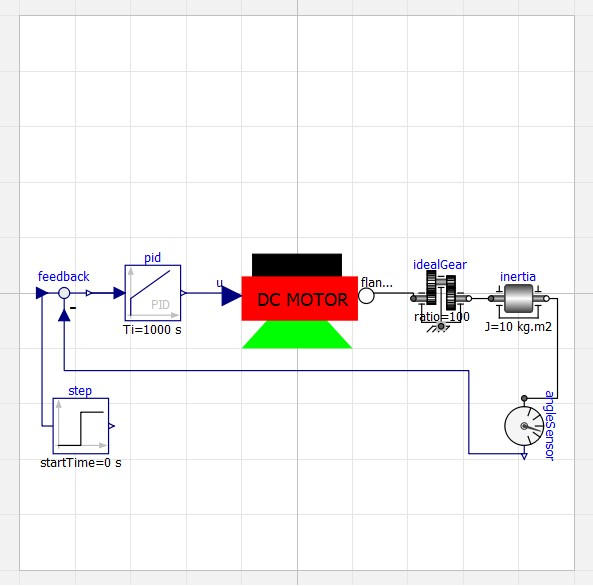 feedback
pid
PID
Ti=1000 s
-
u
DC MOTOR
flan...
idealGear
ratio=100
inertia
J=10 kg.m2
step
startTime=0 s
angleSensor